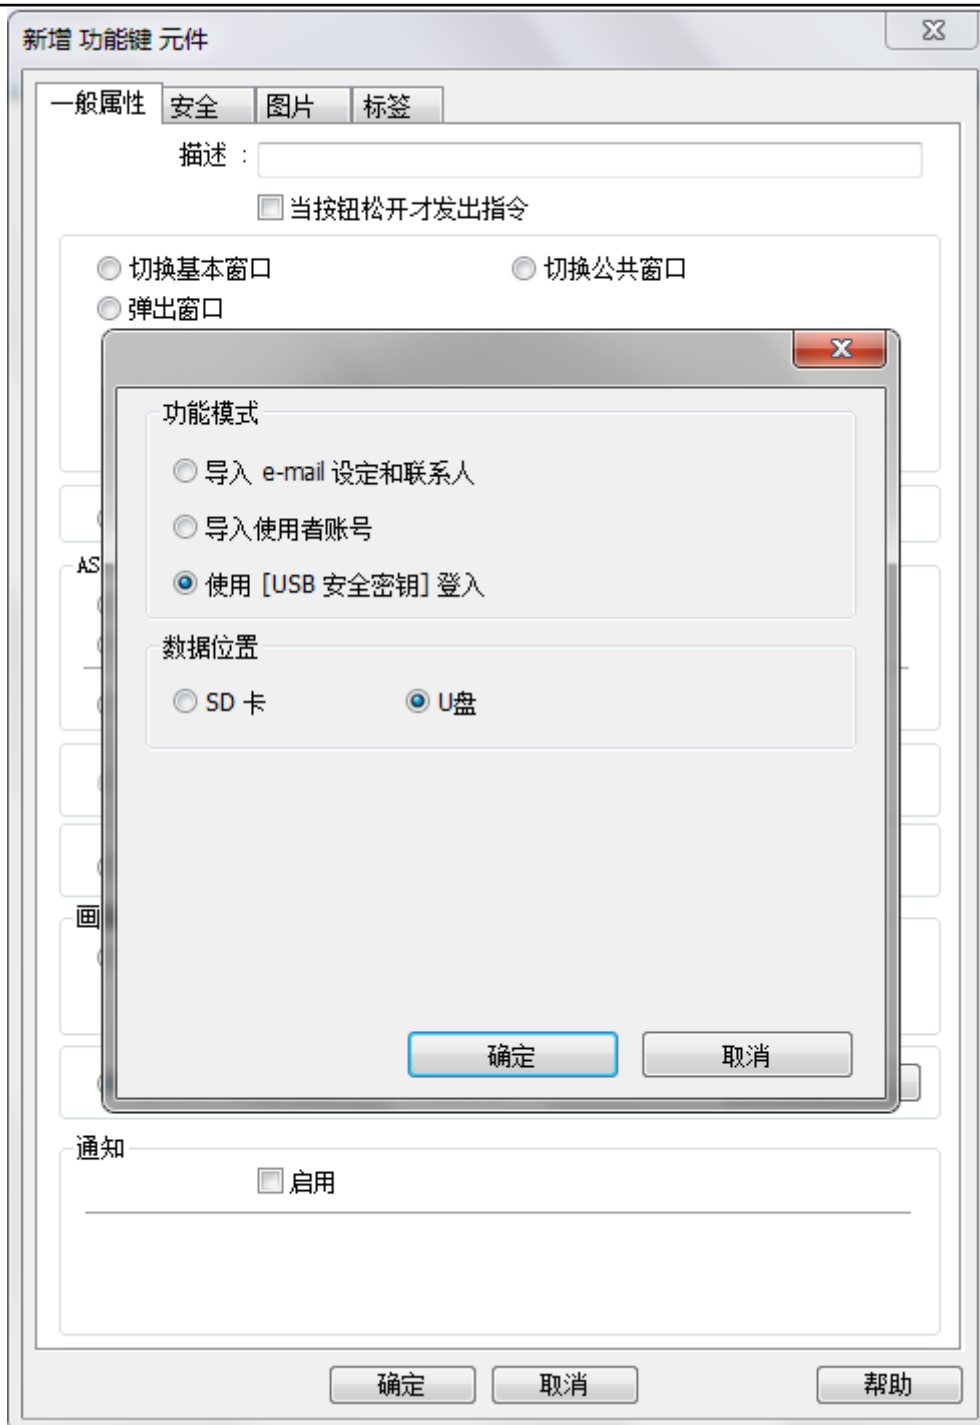 新增 功能键 元件
一般属性 安全 图片 标签
描述 :
当按钮松开才发出指令
切换基本窗口 切换公共窗口
弹出窗口
功能模式
导入 e-mail 设定和联系人
导入使用者账号
使用 [USB 安全密钥] 登入
数据位置
SD 卡 U盘
确定 取消
AS
画
通知
启用
确定 取消 帮助